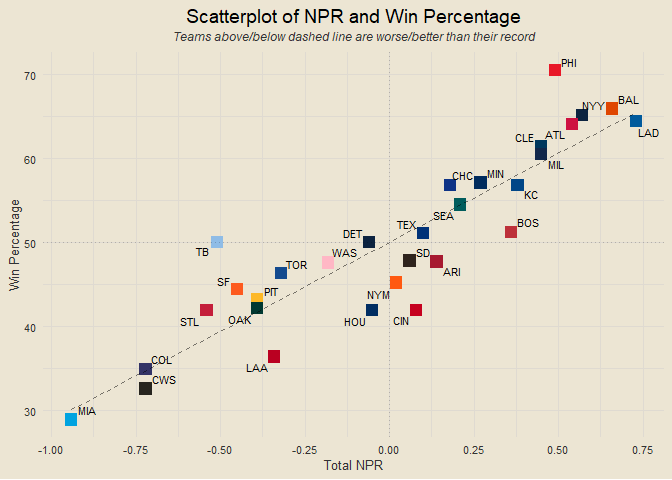 Scatterplot of NPR and Win Percentage
Teams above/below dashed line are worse/better than their record
Win Percentage
70
60
50
40
30
PHI
NYY
BAL
CLE
ATL
LAD
MIL
CHC
MIN
KC
SEA
TEX
BOS
DET
TB
WAS
SD
TOR
ARI
SF
PIT
NYM
STL
OAK
HOU
CIN
LAA
COL
CWS
MIA
-1.00
-0.75
-0.50
-0.25
0.00
0.25
0.50
0.75
Total NPR